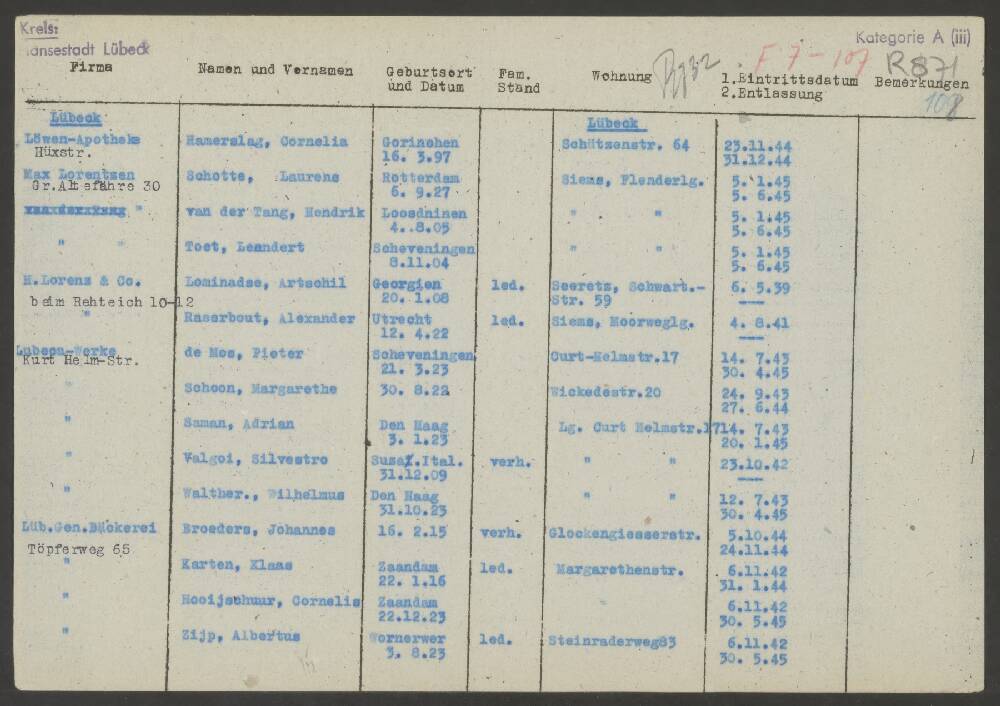 Kreis:
Hansestadt Lübeck
Kategorie A (iii)
F 7-107 R871
Firma Namen und Vornamen Geburtsort und Datum Fam. Stand Wohnung 1.Eintrittsdatum 2.Entlassung Bemerkungen
108
Lübeck Lübeck
Löwen-Apotheke Hamerslag, Cornelia Gorinchen Schützenstr. 64 23.11.44
Hüxstr. 16. 3.97 31.12.44
Max Lorentzen Schotte, Laurens Rotterdam Siems, Flenderlg. 5. 1.45
Gr.Altefähre 30 6. 9.27 5. 6.45
" van der Tang, Hendrik Loosdninen " " 5. 1.45
4. 8.05 5. 6.45
" " Toet, Leendert Scheveningen " " 5. 1.45
8.11.04 5. 6.45
H.Lorenz & Co. Lominadse, Artschil Georgien led. Seeretz, Schwart.- 6. 5.39
beim Rehteich 10-12 20. 1.08 Str. 59
" Raserbout, Alexander Utrecht led. Siems, Moorweglg. 4. 8.41
12. 4.22
Lubeca-Werke de Mos, Pieter Scheveningen Curt-Helmstr.17 14. 7.43
Kurt Helm-Str. 21. 3.23 30. 4.45
" Schoon, Margarethe 30. 8.22 Wickedestr.20 24. 9.43
27. 6.44
" Saman, Adrian Den Haag Lg. Curt Helmstr.17 14. 7.43
3. 1.23 20. 1.45
" Valgoi, Silvestro Susa.Ital. verh. " " 23.10.42
31.12.09
" Walther., Wilhelmus Den Haag " " 12. 7.43
31.10.23 30. 4.45
Lüb.Gen.Bäckerei Broeders, Johannes 16. 2.15 verh. Glockengiesserstr. 5.10.44
Töpferweg 65 24.11.44
" Karten, Klaas Zaandam led. Margarethenstr. 6.11.42
22. 1.16 31. 1.44
" Hooijschuur, Cornelis Zaandam 6.11.42
22.12.23 30. 5.45
" Zijp, Albertus Wornerwer led. Steinraderweg83 6.11.42
3. 8.23 30. 5.45